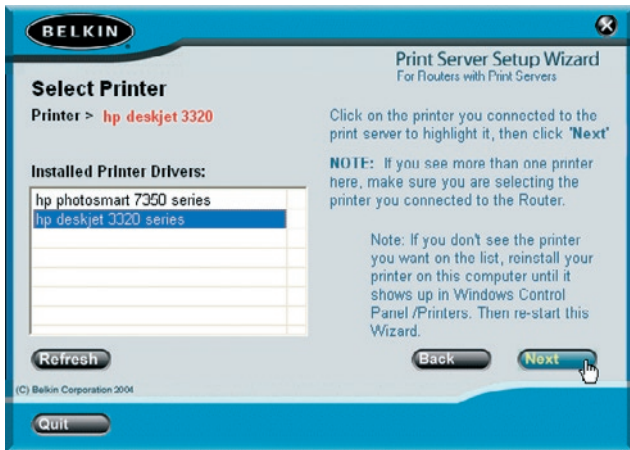 BELKIN
Print Server Setup Wizard
For Routers with Print Servers
Select Printer
Printer > hp deskjet 3320
Installed Printer Drivers:
hp photosmart 7350 series
hp deskjet 3320 series
Click on the printer you connected to the
print server to highlight it, then click 'Next'
NOTE: If you see more than one printer
here, make sure you are selecting the
printer you connected to the Router.
Note: If you don't see the printer
you want on the list, reinstall your
printer on this computer until it
shows up in Windows Control
Panel /Printers. Then re-start this
Wizard.
Refresh
Back
Next
(C) Belkin Corporation 2004
Quit